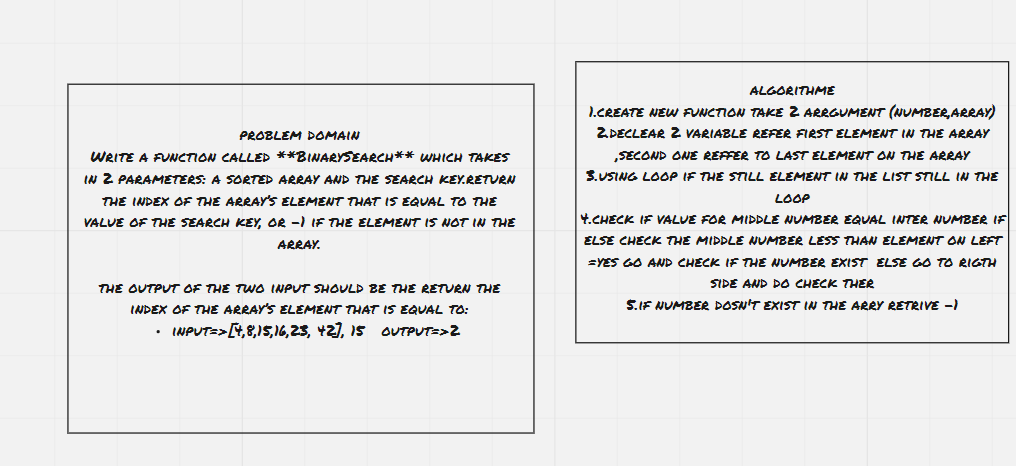 PROBLEM DOMAIN
WRITE A FUNCTION CALLED **BINARYSEARCH** WHICH TAKES
IN 2 PARAMETERS: A SORTED ARRAY AND THE SEARCH KEY.RETURN
THE INDEX OF THE ARRAY'S ELEMENT THAT IS EQUAL TO THE
VALUE OF THE SEARCH KEY, OR -1 IF THE ELEMENT IS NOT IN THE
ARRAY.
THE OUTPUT OF THE TWO INPUT SHOULD BE THE RETURN THE
INDEX OF THE ARRAY'S ELEMENT THAT IS EQUAL TO:
• INPUT=>[4,8,15,16,23, 42], 15 OUTPUT=>2
ALGORITHME
1.CREATE NEW FUNCTION TAKE 2 ARRGUMENT (NUMBER,ARRAY)
2.DECLEAR 2 VARIABLE REFER FIRST ELEMENT IN THE ARRAY
,SECOND ONE REFFER TO LAST ELEMENT ON THE ARRAY
3.USING LOOP IF THE STILL ELEMENT IN THE LIST STILL IN THE
LOOP
4.CHECK IF VALUE FOR MIDDLE NUMBER EQUAL INTER NUMBER IF
ELSE CHECK THE MIDDLE NUMBER LESS THAN ELEMENT ON LEFT
=YES GO AND CHECK IF THE NUMBER EXIST ELSE GO TO RIGTH
SIDE AND DO CHECK THER
5.IF NUMBER DOSN'T EXIST IN THE ARRY RETRIVE -1